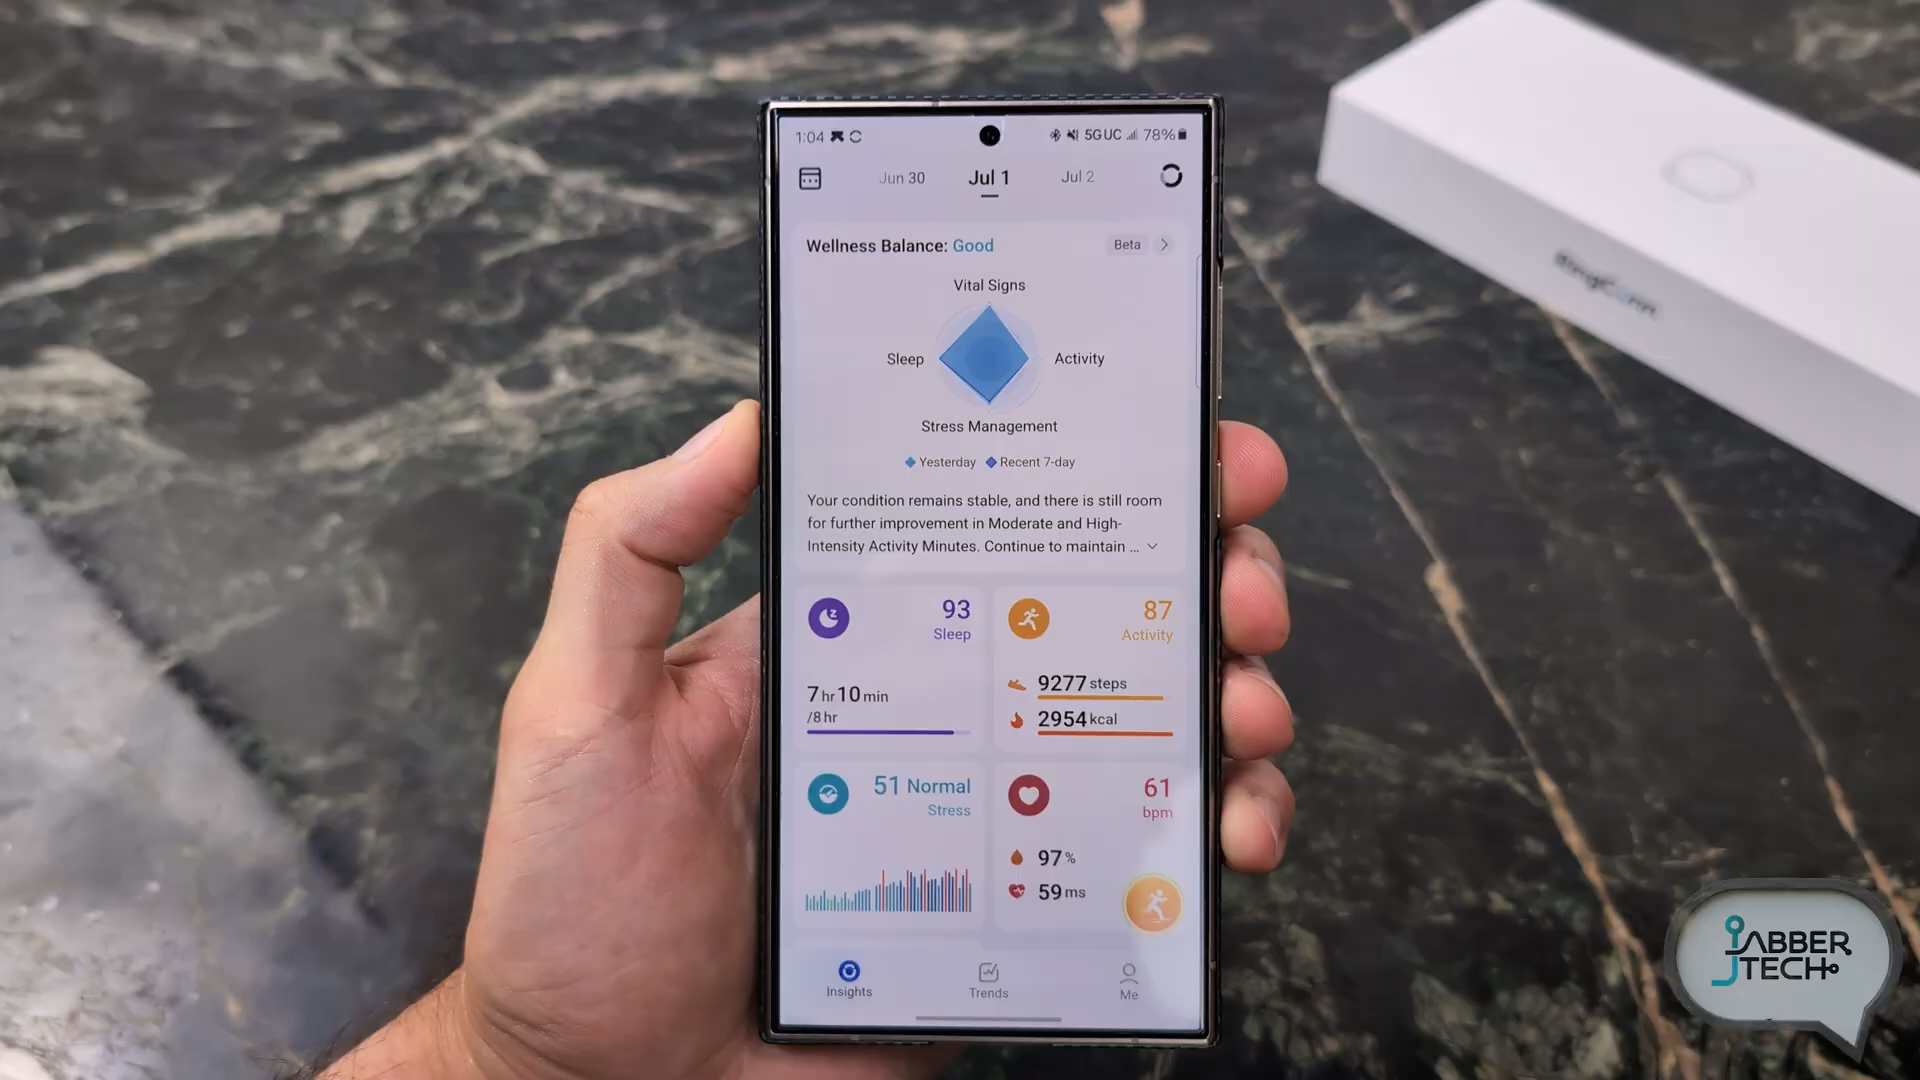 1:04
5G UC 78%
Jun 30 Jul 1 Jul 2
Wellness Balance: Good Beta
Vital Signs
Sleep Activity
Stress Management
Yesterday Recent 7-day
Your condition remains stable, and there is still room
for further improvement in Moderate and High-
Intensity Activity Minutes. Continue to maintain ...
93
Sleep
7 hr 10 min
/8 hr
87
Activity
9277 steps
2954 kcal
51 Normal
Stress
61
bpm
97 %
59 ms
Insights Trends Me
RingConn
JABBER
TECH